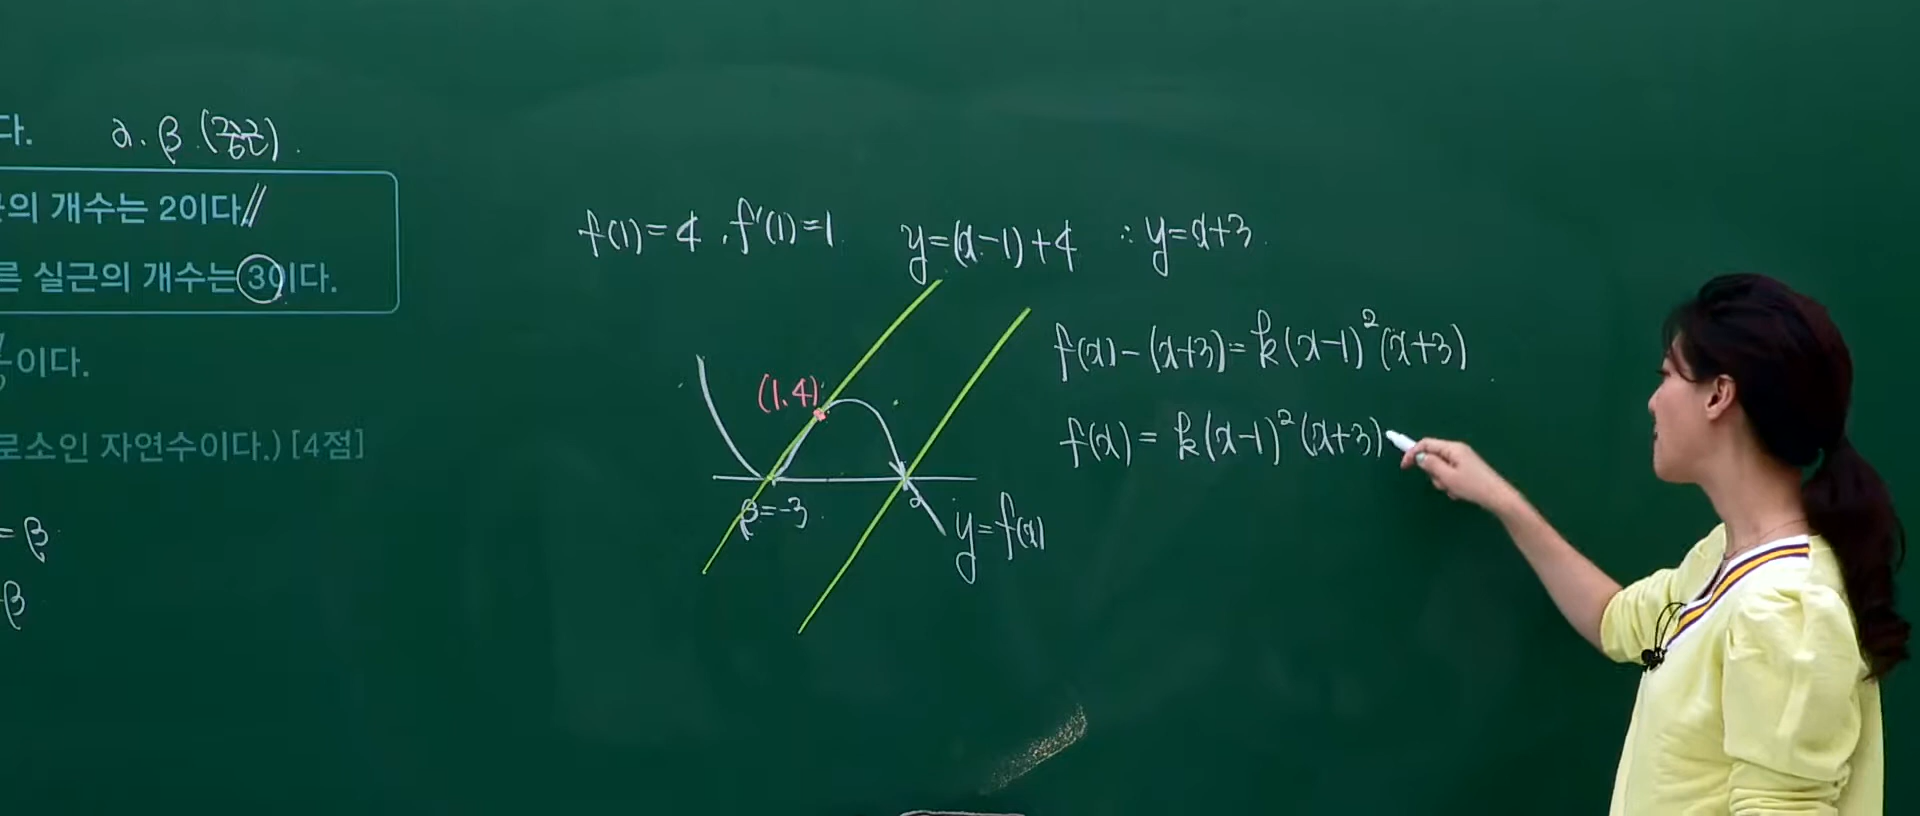 다. α. β (중근).
의 개수는 2이다.//
른 실근의 개수는 3이다.
이다.
로소인 자연수이다.) [4점]
= β
β
f(1)=4, f'(1)=1 y=(x-1)+4 ∴ y=x+3
(1.4)
β=-3
α
y=f(x)
f(x)-(x+3)=k(x-1)²(x+3)
f(x) = k(x-1)²(x+3)